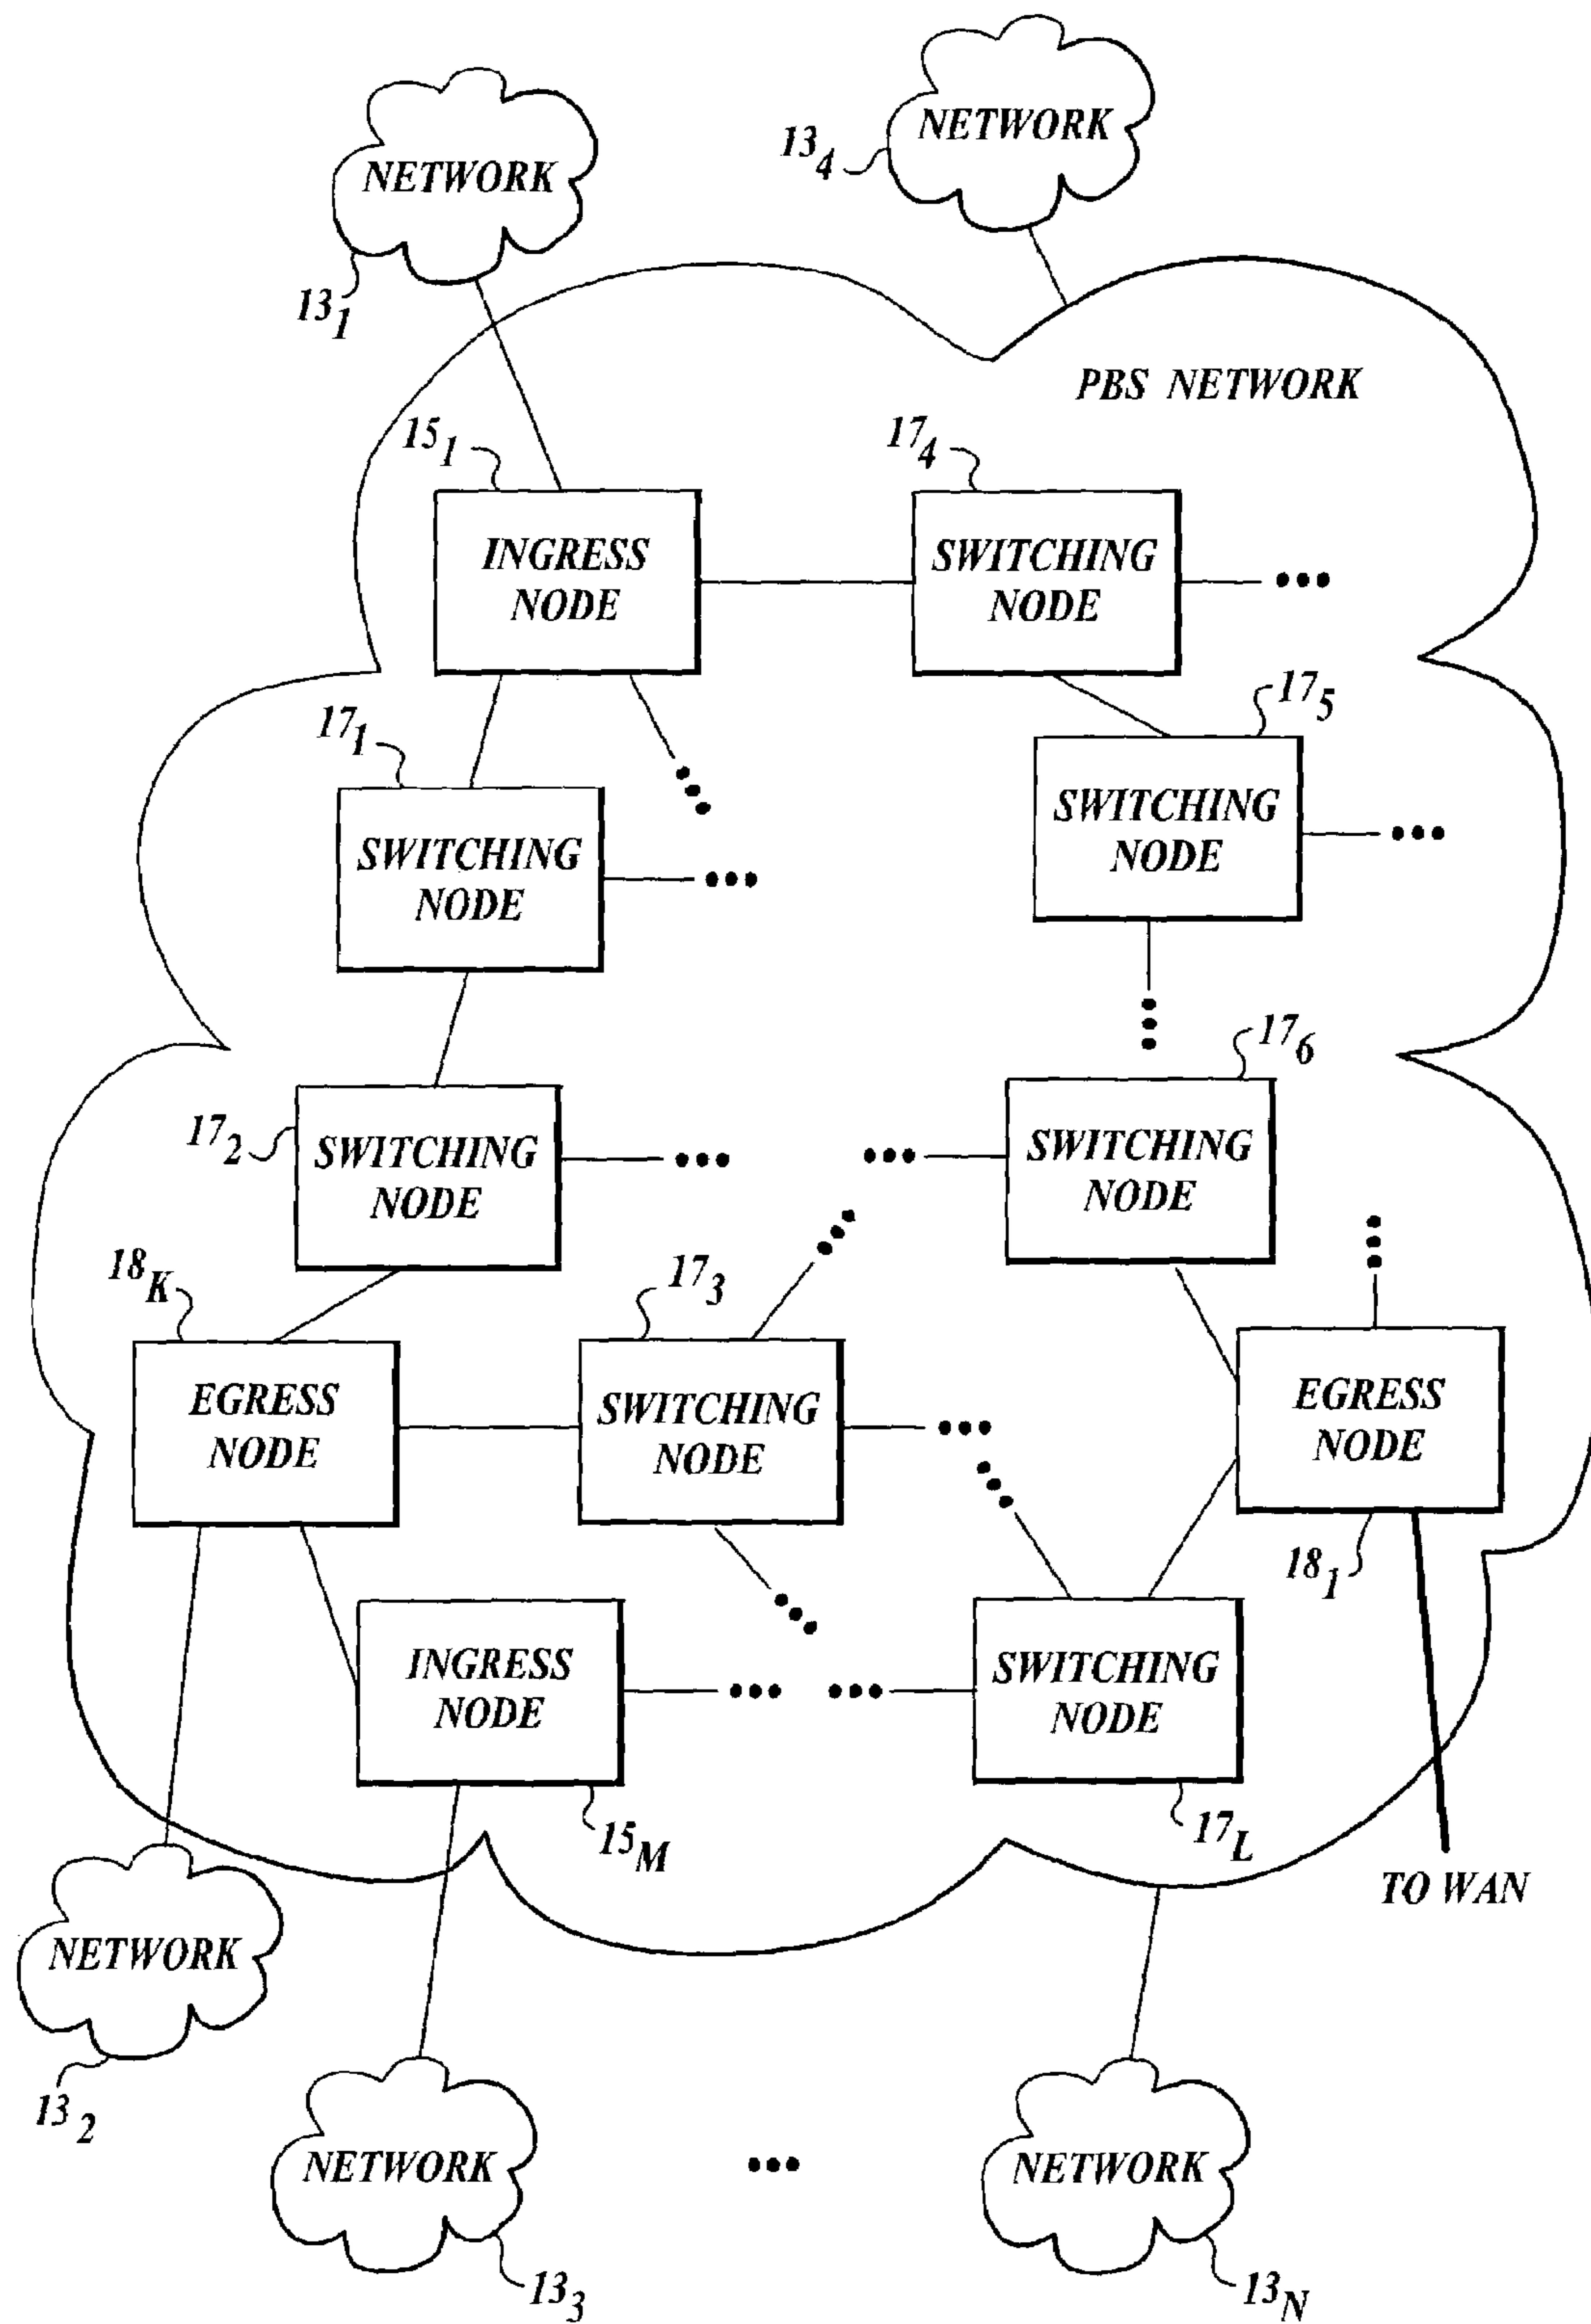 NETWORK
13₄
NETWORK
13₁
PBS NETWORK
15₁
17₄
INGRESS
NODE
SWITCHING
NODE
•••
17₅
17₁
•••
SWITCHING
NODE
•••
SWITCHING
NODE
•••
•••
17₆
17₂
SWITCHING
NODE
•••
•••
SWITCHING
NODE
•••
•••
18K
17₃
EGRESS
NODE
SWITCHING
NODE
•••
•••
EGRESS
NODE
18₁
•••
INGRESS
NODE
•••
•••
SWITCHING
NODE
15M
17L
TO WAN
NETWORK
13₂
NETWORK
•••
NETWORK
13₃
13N